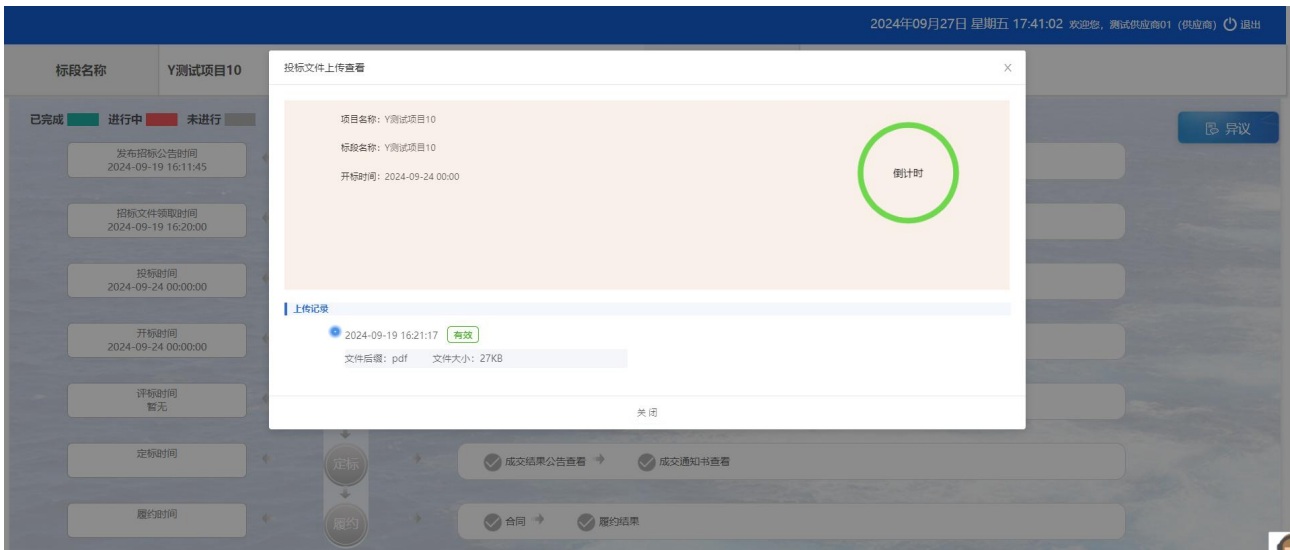 2024年09月27日 星期五 17:41:02 欢迎您，测试供应商01（供应商） 退出
标段名称 Y测试项目10
投标文件上传查看
已完成 进行中 未进行
异议
项目名称：Y测试项目10
标段名称：Y测试项目10
开标时间：2024-09-24 00:00
倒计时
发布招标公告时间
2024-09-19 16:11:45
招标文件领取时间
2024-09-19 16:20:00
投标时间
2024-09-24 00:00:00
开标时间
2024-09-24 00:00:00
评标时间
暂无
上传记录
2024-09-19 16:21:17 有效
文件后缀：pdf 文件大小：27KB
关闭
定标时间
定标
成交结果公告查看 成交通知书查看
履约时间
履约
合同 履约结果